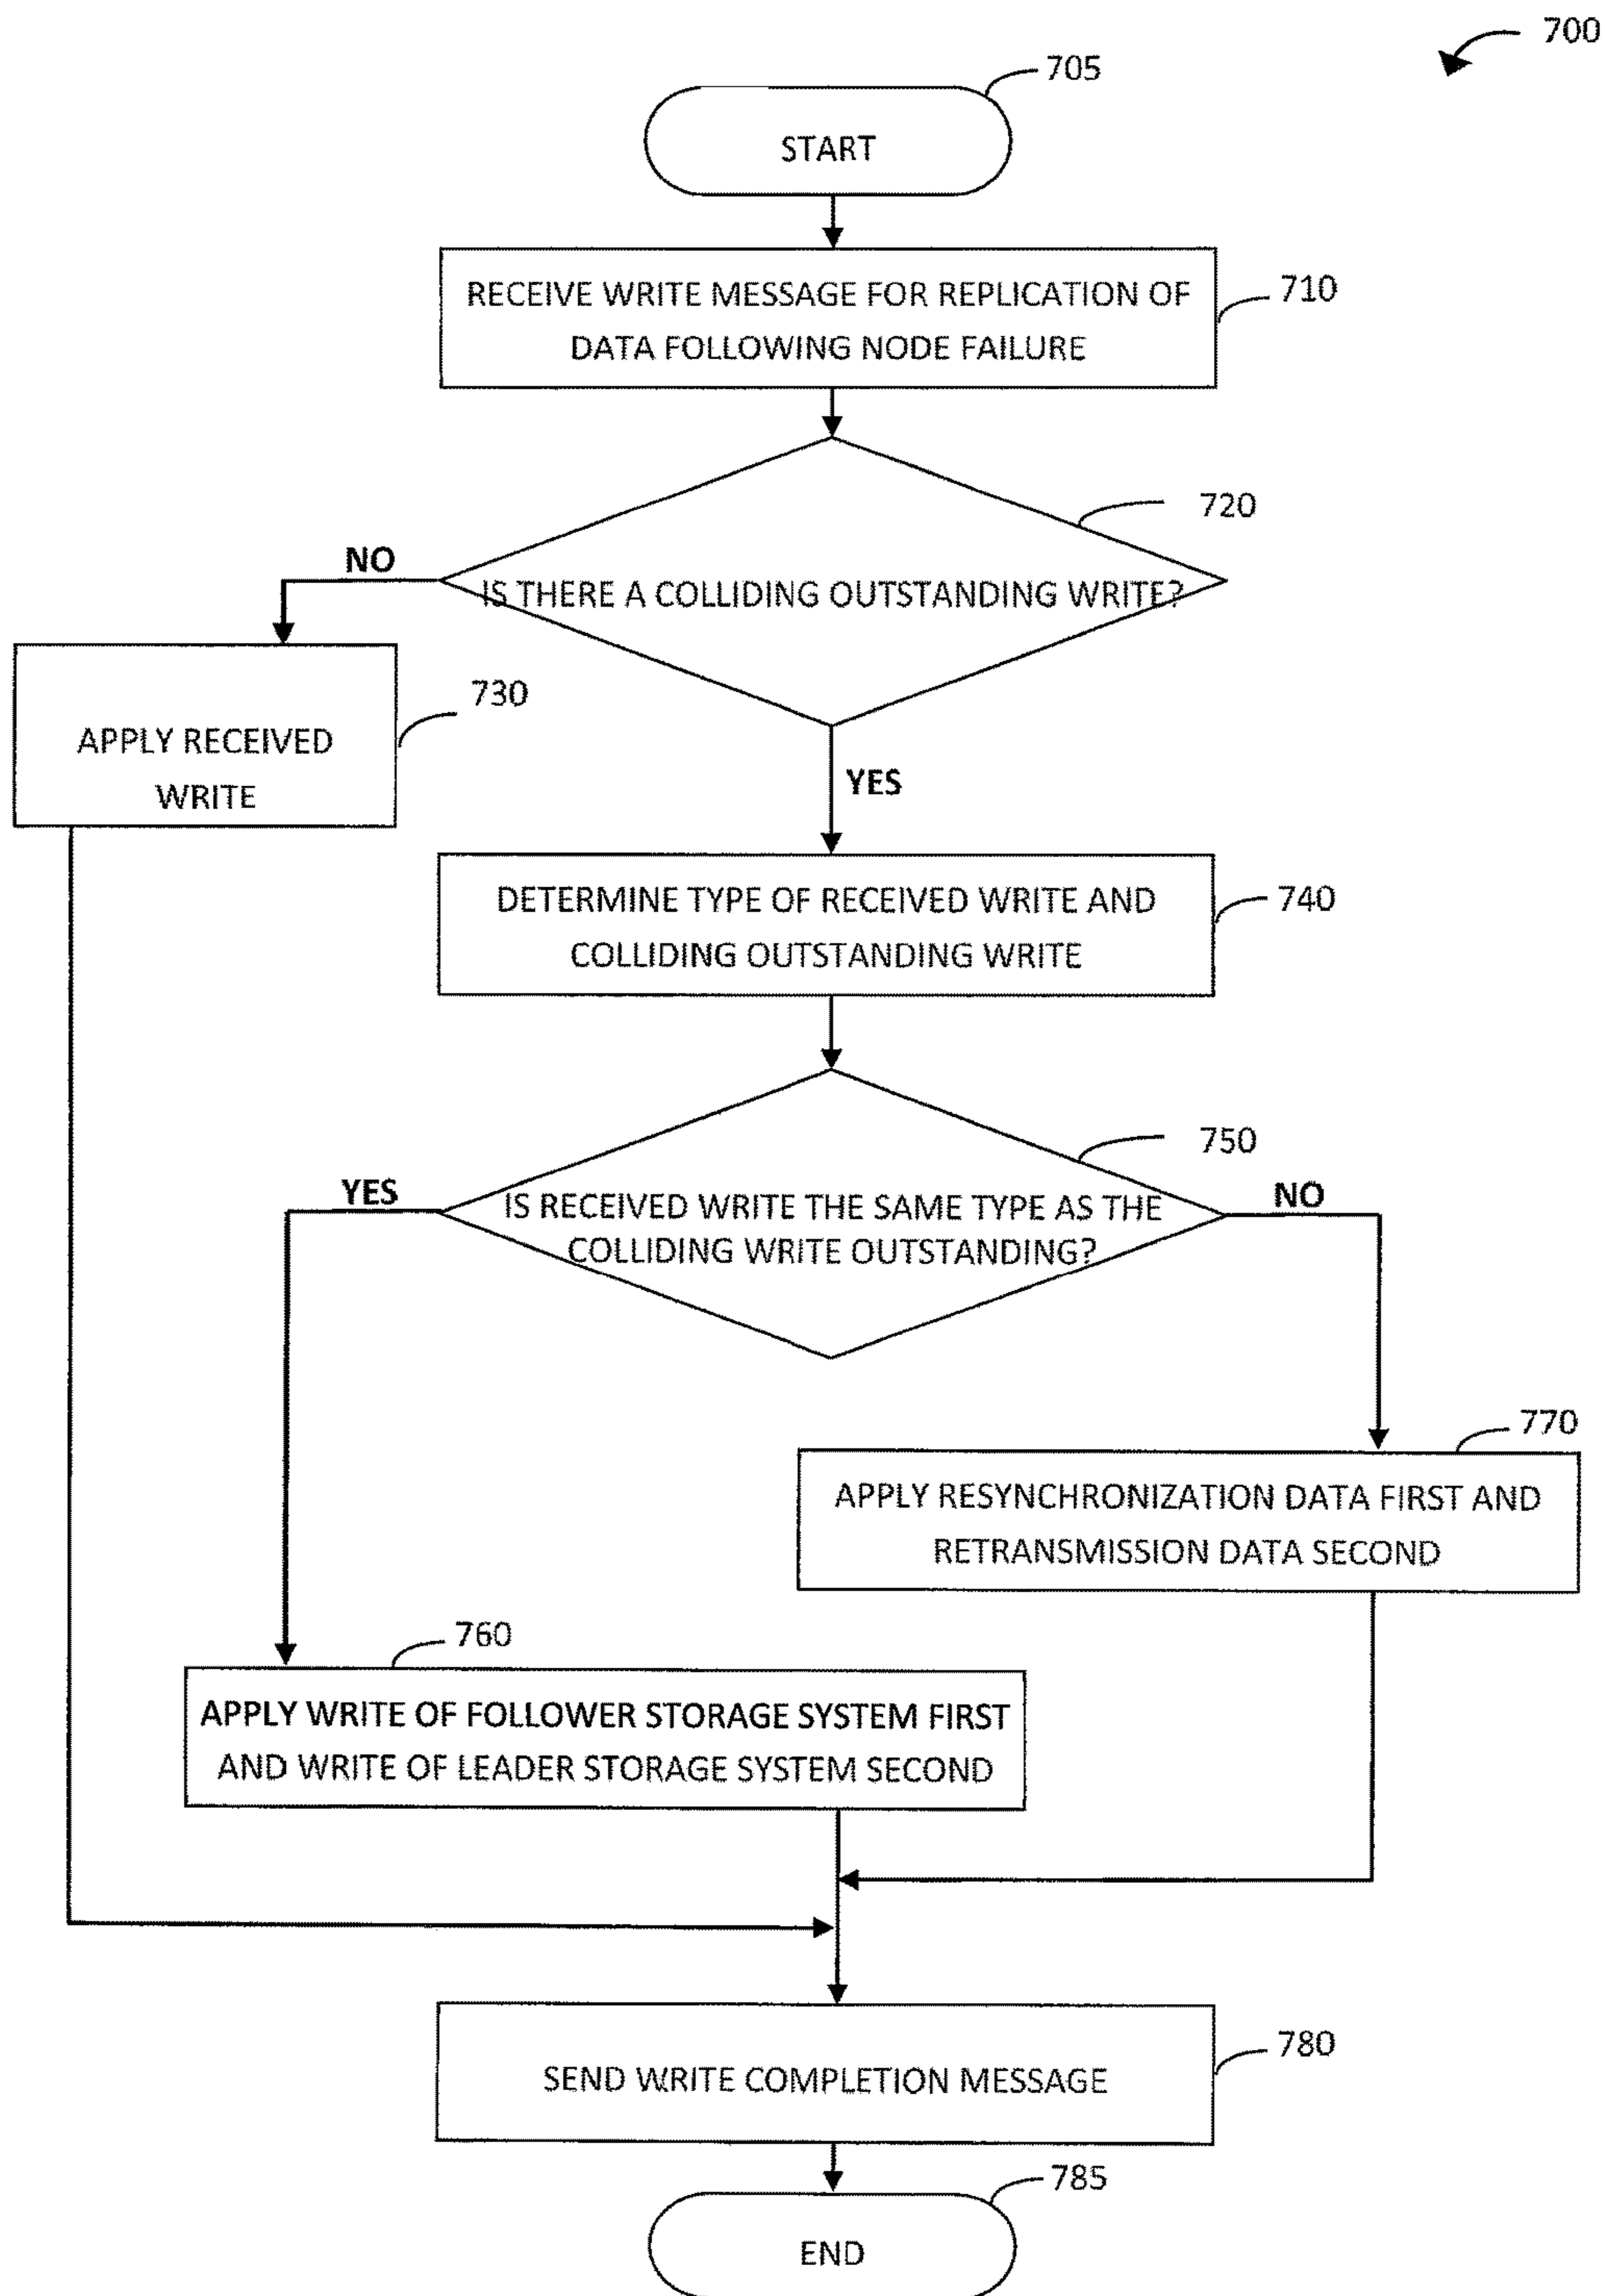 700
705
START
RECEIVE WRITE MESSAGE FOR REPLICATION OF
DATA FOLLOWING NODE FAILURE
710
720
NO
IS THERE A COLLIDING OUTSTANDING WRITE?
730
APPLY RECEIVED
WRITE
YES
DETERMINE TYPE OF RECEIVED WRITE AND
COLLIDING OUTSTANDING WRITE
740
750
YES
NO
IS RECEIVED WRITE THE SAME TYPE AS THE
COLLIDING WRITE OUTSTANDING?
770
APPLY RESYNCHRONIZATION DATA FIRST AND
RETRANSMISSION DATA SECOND
760
APPLY WRITE OF FOLLOWER STORAGE SYSTEM FIRST
AND WRITE OF LEADER STORAGE SYSTEM SECOND
780
SEND WRITE COMPLETION MESSAGE
785
END